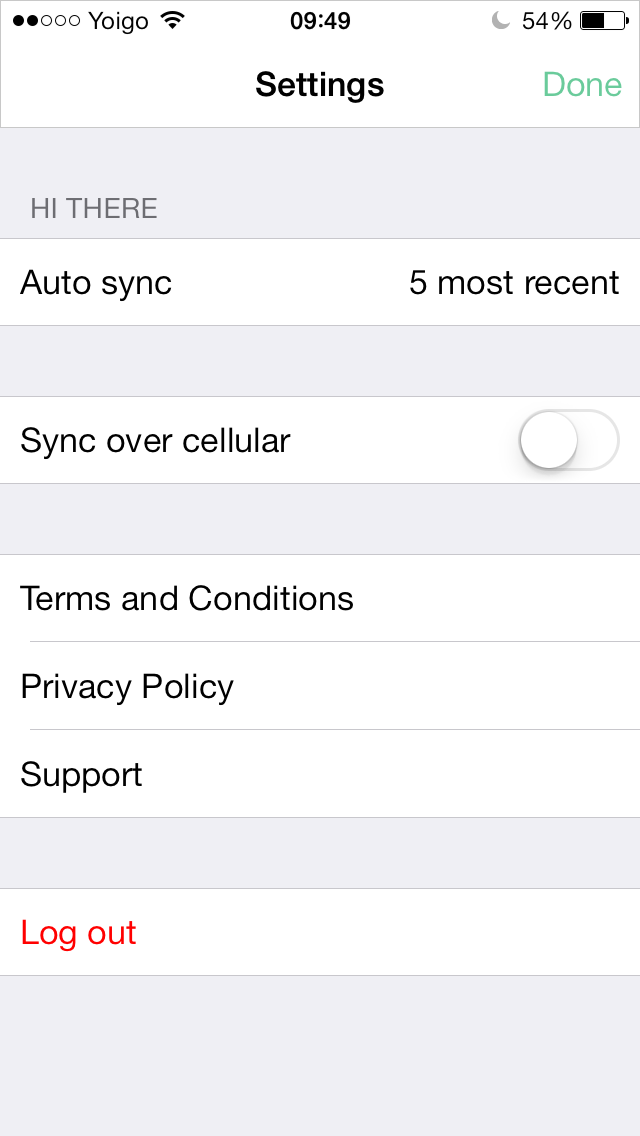 Yoigo 09:49 54%
Settings Done
HI THERE
Auto sync 5 most recent
Sync over cellular
Terms and Conditions
Privacy Policy
Support
Log out